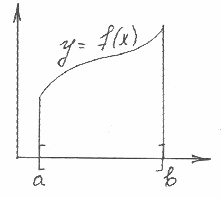 y = f(x)
a b